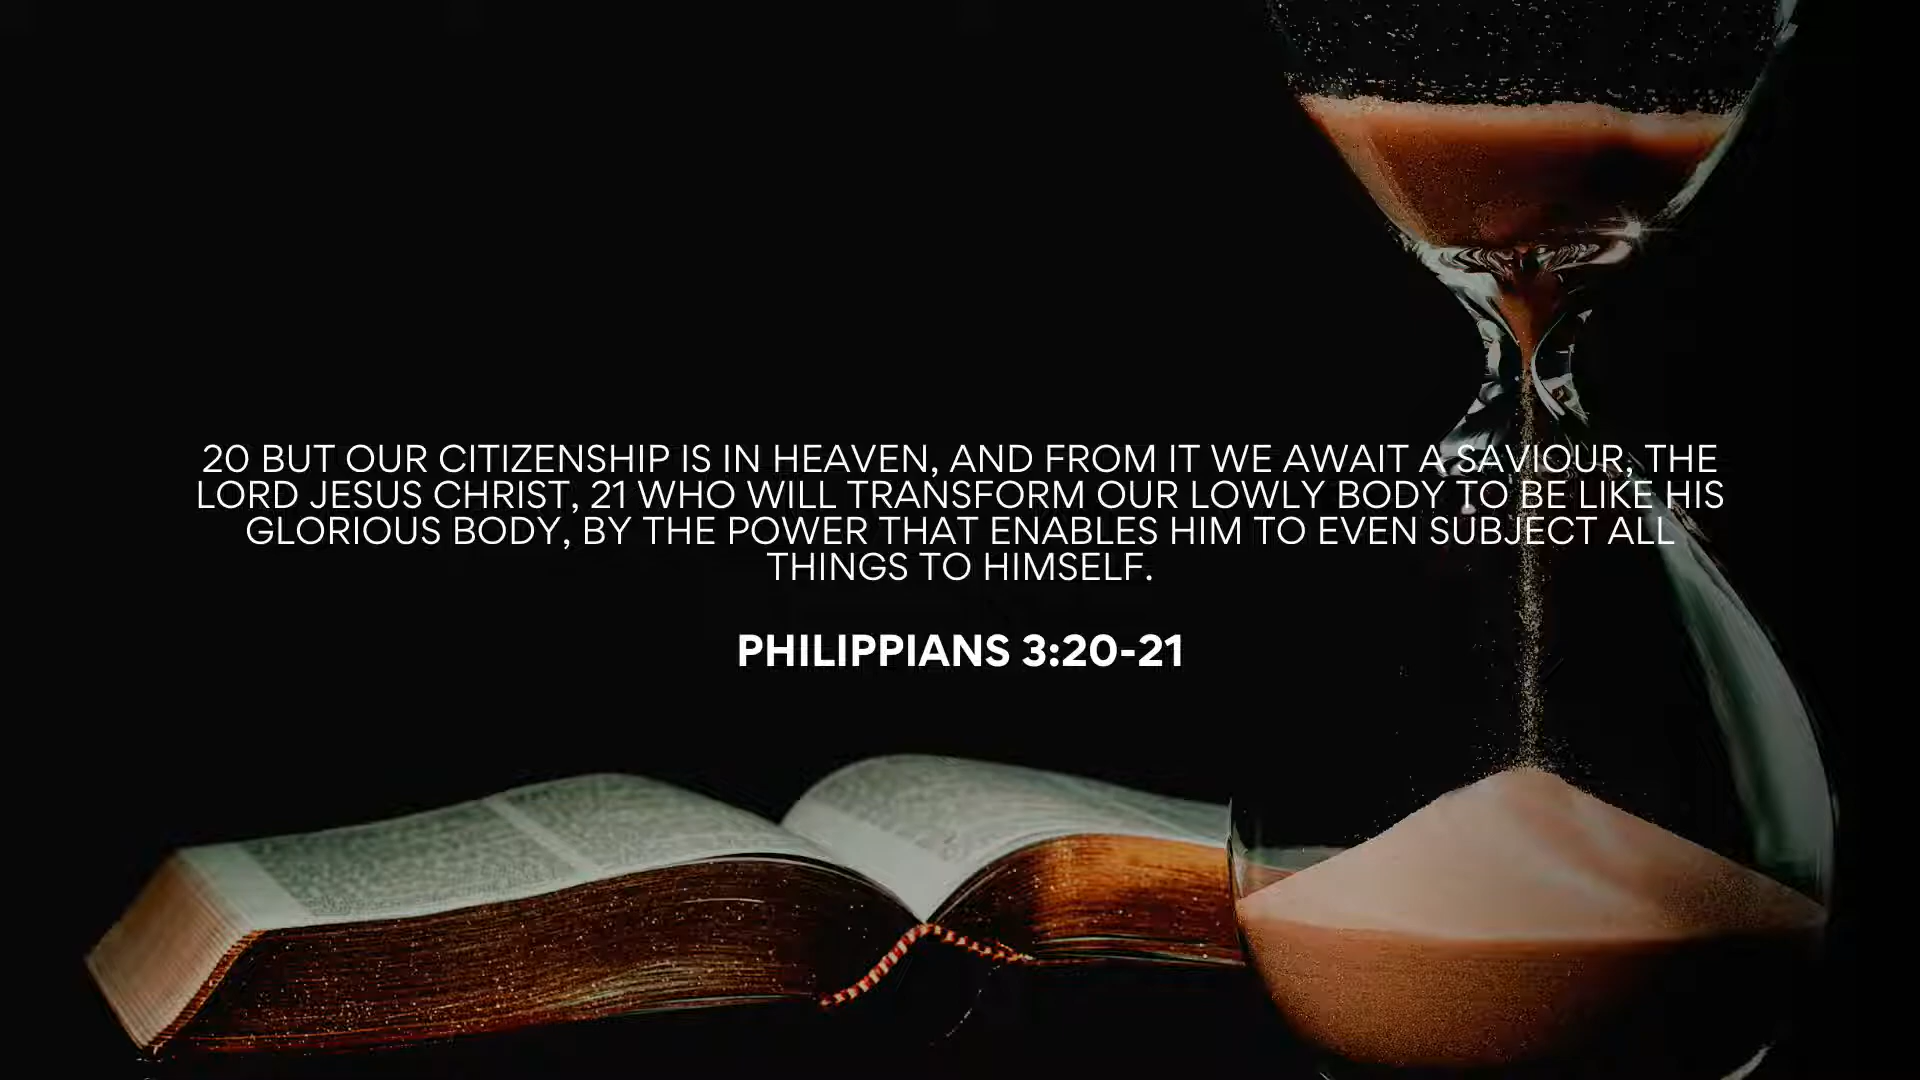 20 BUT OUR CITIZENSHIP IS IN HEAVEN, AND FROM IT WE AWAIT A SAVIOUR, THE
LORD JESUS CHRIST, 21 WHO WILL TRANSFORM OUR LOWLY BODY TO BE LIKE HIS
GLORIOUS BODY, BY THE POWER THAT ENABLES HIM TO EVEN SUBJECT ALL
THINGS TO HIMSELF.
PHILIPPIANS 3:20-21